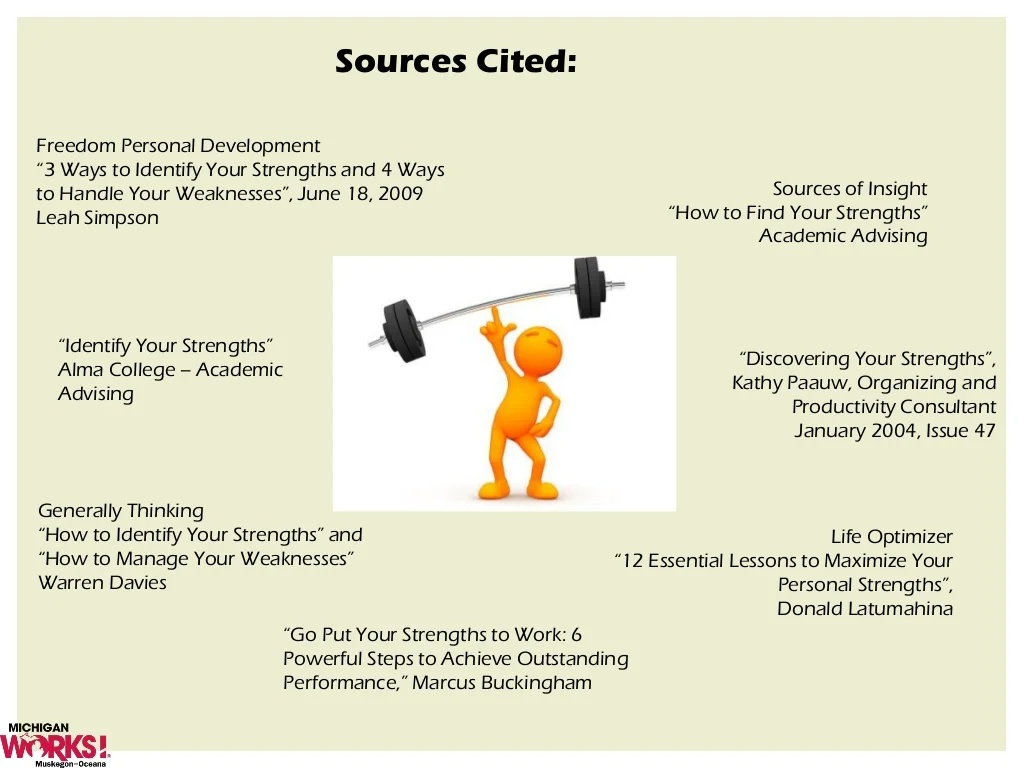 Sources Cited:
Freedom Personal Development
“3 Ways to Identify Your Strengths and 4 Ways
to Handle Your Weaknesses”, June 18, 2009
Leah Simpson
Sources of Insight
“How to Find Your Strengths”
Academic Advising
“Identify Your Strengths”
Alma College – Academic
Advising
“Discovering Your Strengths”,
Kathy Paauw, Organizing and
Productivity Consultant
January 2004, Issue 47
Generally Thinking
“How to Identify Your Strengths” and
“How to Manage Your Weaknesses”
Warren Davies
Life Optimizer
“12 Essential Lessons to Maximize Your
Personal Strengths”,
Donald Latumahina
“Go Put Your Strengths to Work: 6
Powerful Steps to Achieve Outstanding
Performance,” Marcus Buckingham
MICHIGAN
WORKS!
Muskegon-Oceana